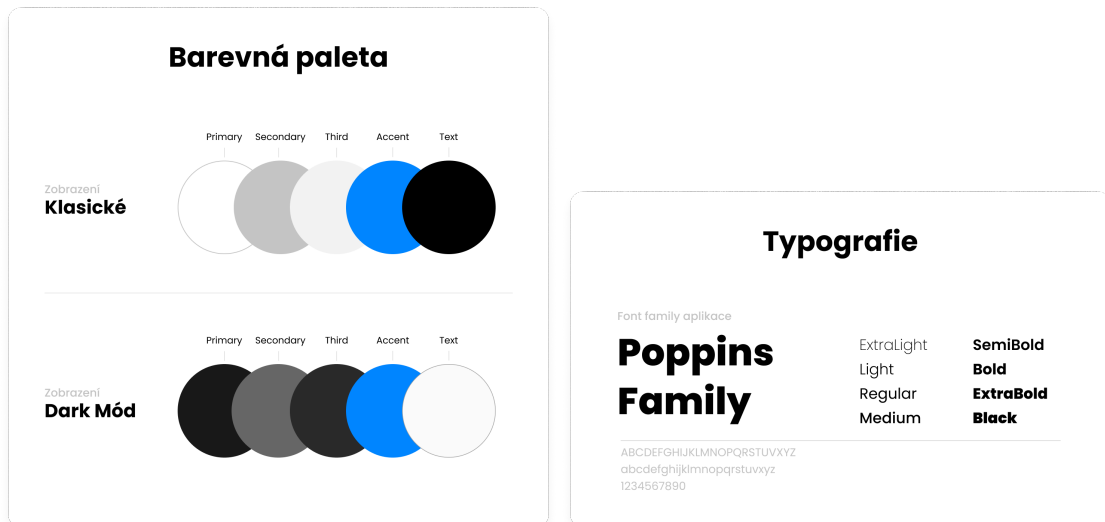 Barevná paleta
Primary Secondary Third Accent Text
Zobrazení
Klasické
Primary Secondary Third Accent Text
Zobrazení
Dark Mód
Typografie
Font family aplikace
Poppins
Family
ExtraLight SemiBold
Light Bold
Regular ExtraBold
Medium Black
ABCDEFGHIJKLMNOPQRSTUVXYZ
abcdefghijklmnopqrstuvxyz
1234567890